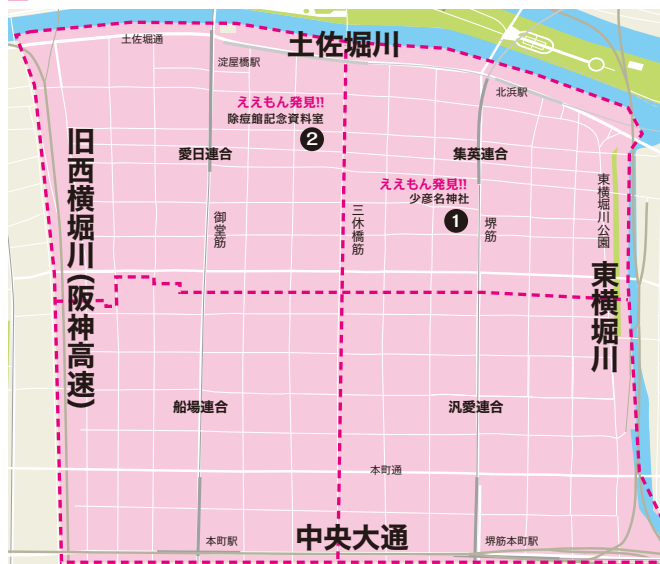 土佐堀通
土佐堀川
淀屋橋駅
北浜駅
ええもん発見!!
除痘館記念資料室
2
愛日連合
集英連合
旧西横堀川(阪神高速)
ええもん発見!!
少彦名神社
1
御堂筋
三休橋筋
堺筋
東横堀川公園
東横堀川
船場連合
汎愛連合
本町通
本町駅
中央大通
堺筋本町駅